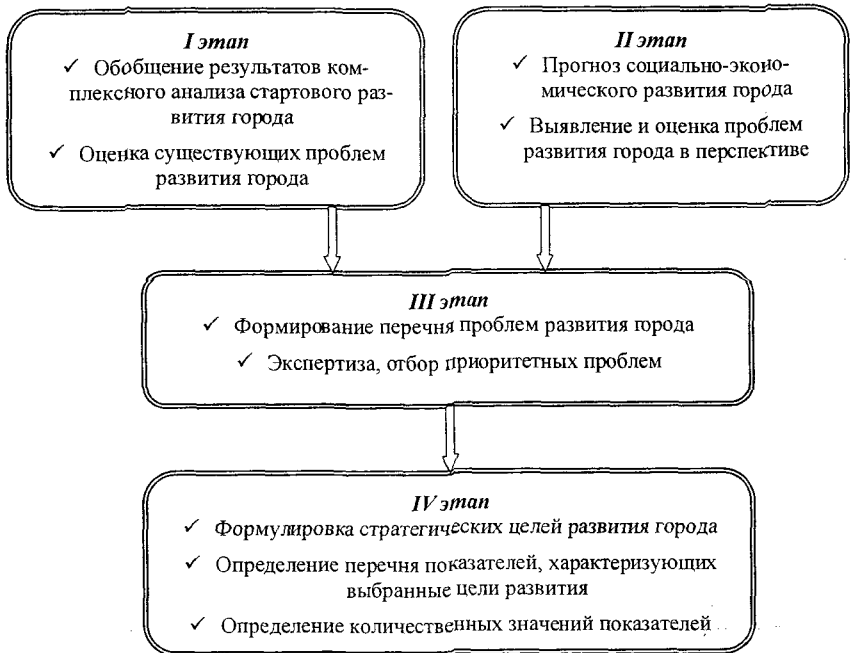 I этап
✓ Обобщение результатов ком-
плексного анализа стартового раз-
вития города
✓ Оценка существующих проблем
развития города
II этап
✓ Прогноз социально-эконо-
мического развития города
✓ Выявление и оценка проблем
развития города в перспективе
III этап
✓ Формирование перечня проблем развития города
✓ Экспертиза, отбор приоритетных проблем
IV этап
✓ Формулировка стратегических целей развития города
✓ Определение перечня показателей, характеризующих
выбранные цели развития
✓ Определение количественных значений показателей